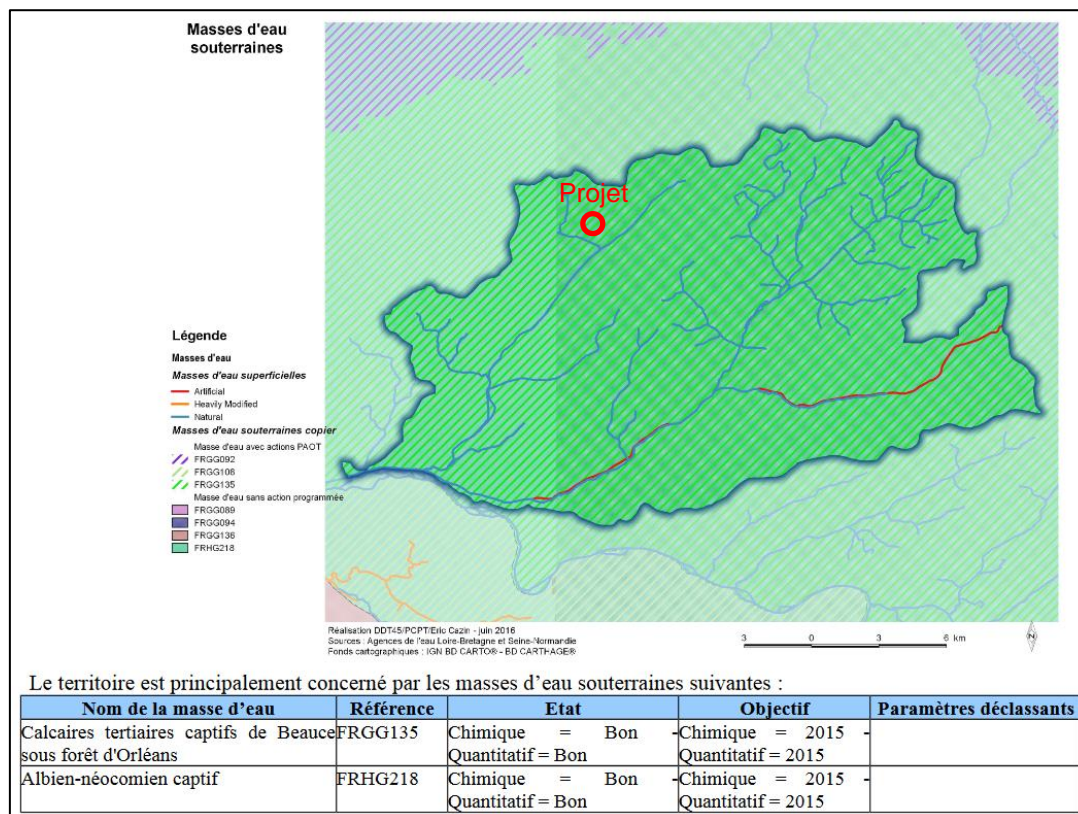 Masses d'eau
souterraines
Projet
Légende
Masses d'eau
Masses d'eau superficielles
Artificial
Heavily Modified
Natural
Masses d'eau souterraines copier
Masse d'eau avec actions PAOT
FRGG092
FRGG108
FRGG135
Masse d'eau sans action programmée
FRGG089
FRGG094
FRGG136
FRHG218
Réalisation DDT45/PCPT/Eric Cazin - juin 2016
Sources : Agences de l'eau Loire-Bretagne et Seine-Normandie
Fonds cartographiques : IGN BD CARTO® - BD CARTHAGE®
3 0 3 6 km
N
Le territoire est principalement concerné par les masses d'eau souterraines suivantes :
Nom de la masse d'eau Référence Etat Objectif Paramètres déclassants
Calcaires tertiaires captifs de Beauce FRGG135 Chimique = Bon - Chimique = 2015 -
sous forêt d'Orléans Quantitatif = Bon Quantitatif = 2015
Albien-néocomien captif FRHG218 Chimique = Bon - Chimique = 2015 -
Quantitatif = Bon Quantitatif = 2015